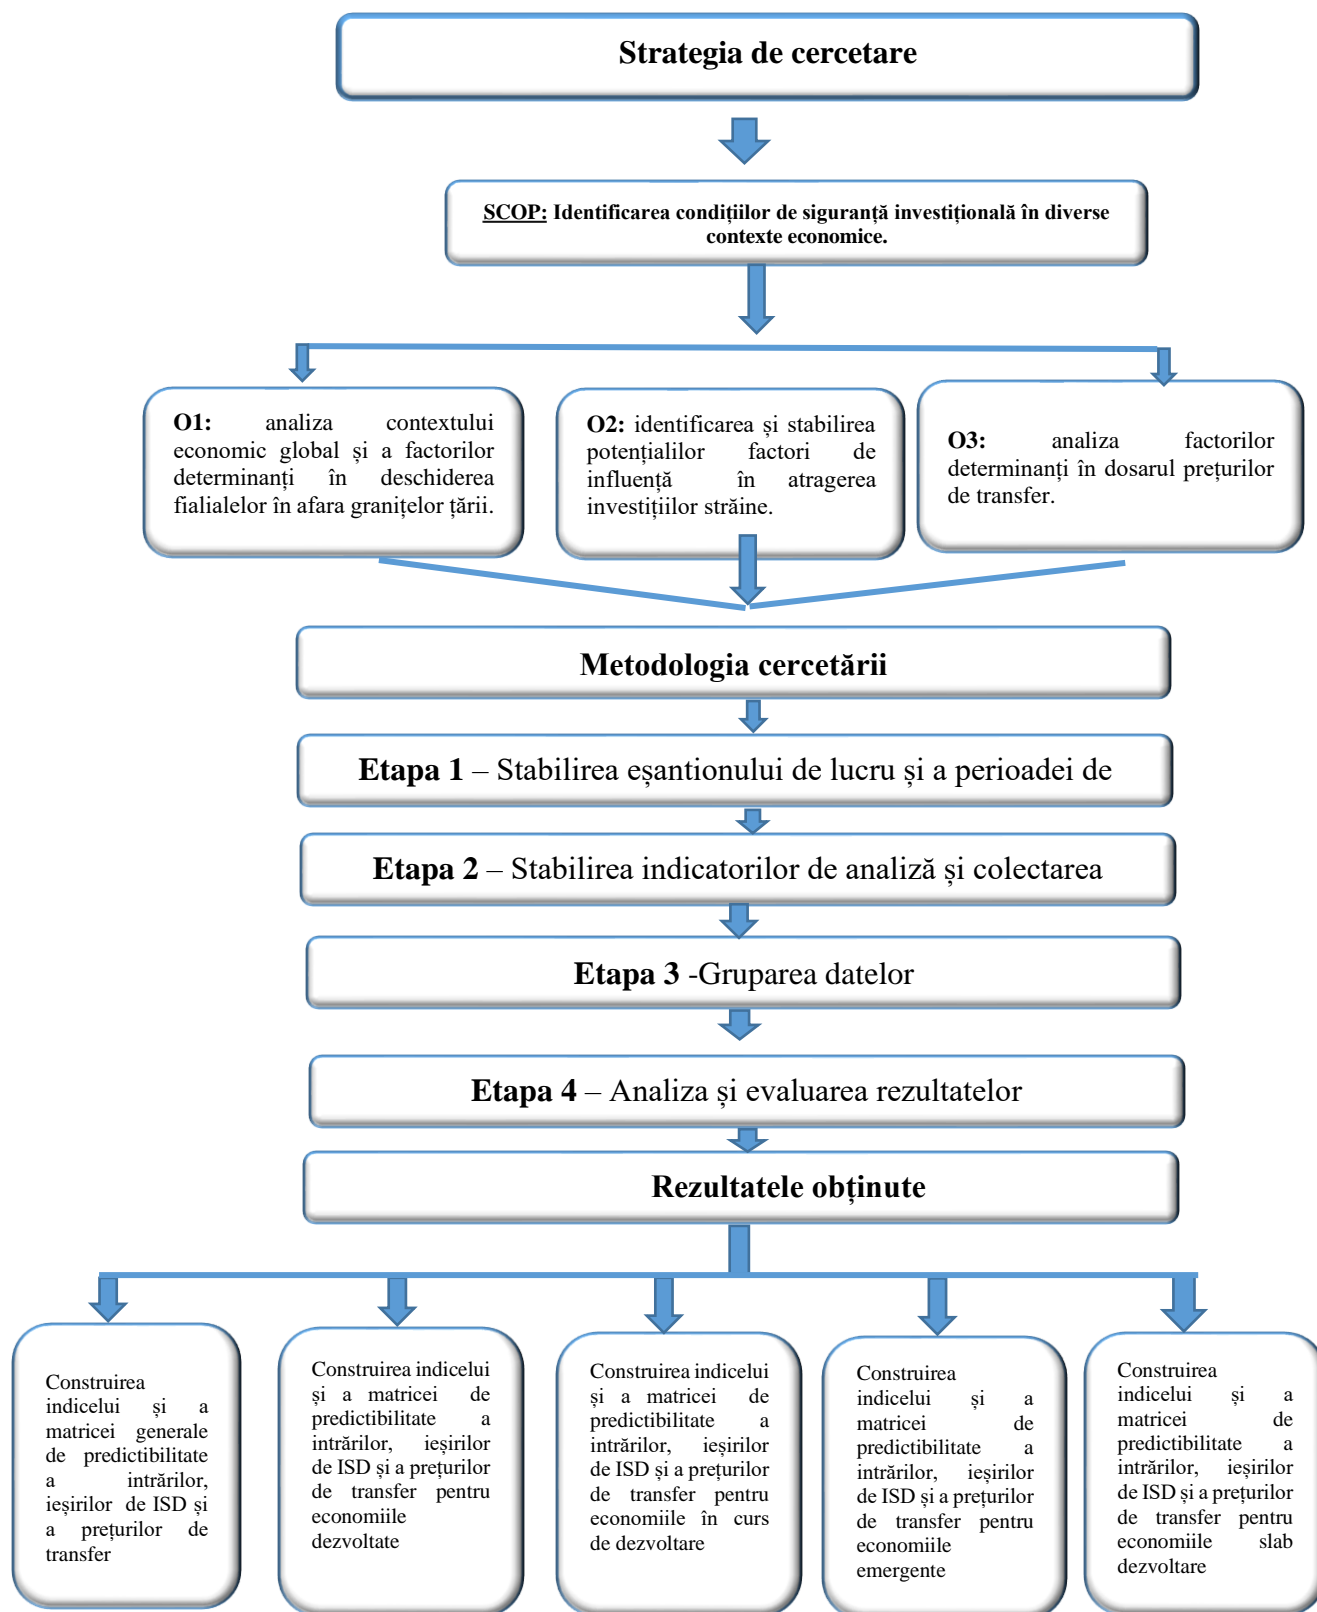 Strategia de cercetare
SCOP: Identificarea condițiilor de siguranță investițională în diverse
contexte economice.
O1: analiza contextului
economic global și a factorilor
determinanți în deschiderea
fialialelor în afara granițelor țării.
O2: identificarea și stabilirea
potențialilor factori de
influență în atragerea
investițiilor străine.
O3: analiza factorilor
determinanți în dosarul prețurilor
de transfer.
Metodologia cercetării
Etapa 1 – Stabilirea eșantionului de lucru și a perioadei de
Etapa 2 – Stabilirea indicatorilor de analiză și colectarea
Etapa 3 -Gruparea datelor
Etapa 4 – Analiza și evaluarea rezultatelor
Rezultatele obținute
Construirea
indicelui și a
matricei generale
de predictibilitate
a intrărilor,
ieșirilor de ISD și
a prețurilor de
transfer
Construirea indicelui
și a matricei de
predictibilitate a
intrărilor, ieșirilor
de ISD și a prețurilor
de transfer pentru
economiile
dezvoltate
Construirea indicelui
și a matricei de
predictibilitate a
intrărilor, ieșirilor
de ISD și a prețurilor
de transfer pentru
economiile în curs
de dezvoltare
Construirea
indicelui și a
matricei de
predictibilitate a
intrărilor, ieșirilor
de ISD și a prețurilor
de transfer pentru
economiile
emergente
Construirea
indicelui și a
matricei de
predictibilitate a
intrărilor, ieșirilor
de ISD și a prețurilor
de transfer pentru
economiile slab
dezvoltare